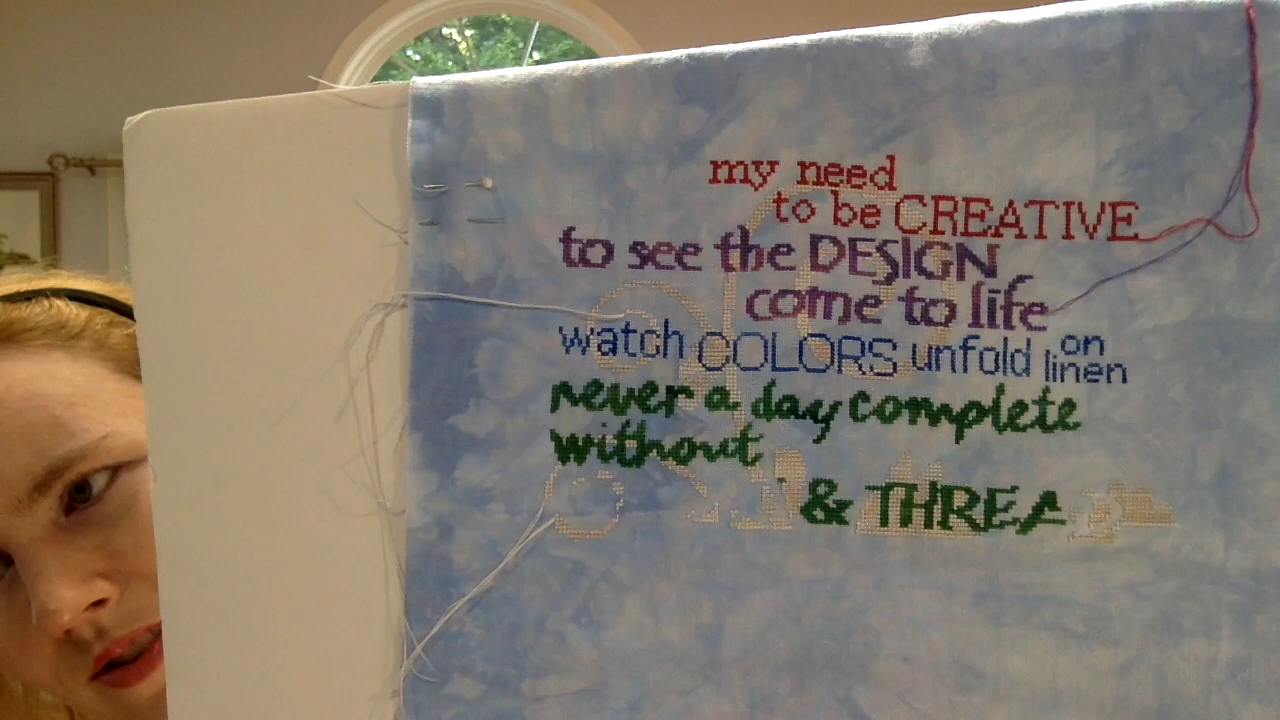 my need
to be CREATIVE
to see the DESIGN
come to life
watch COLORS unfold on linen
never a day complete
without
& THREA